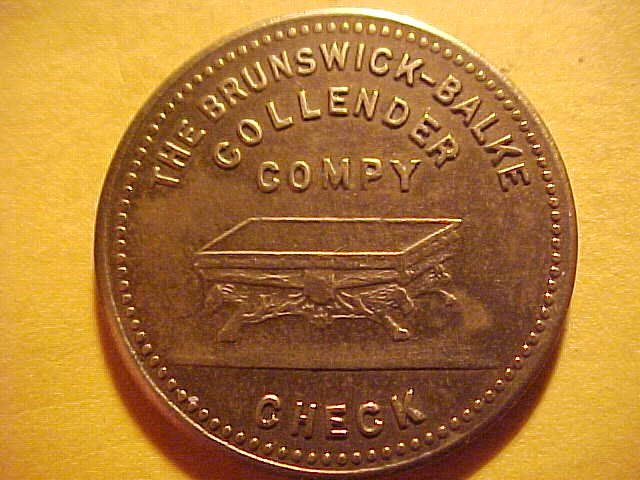 THE BRUNSWICK-BALKE
COLLENDER
COMPY
CHECK